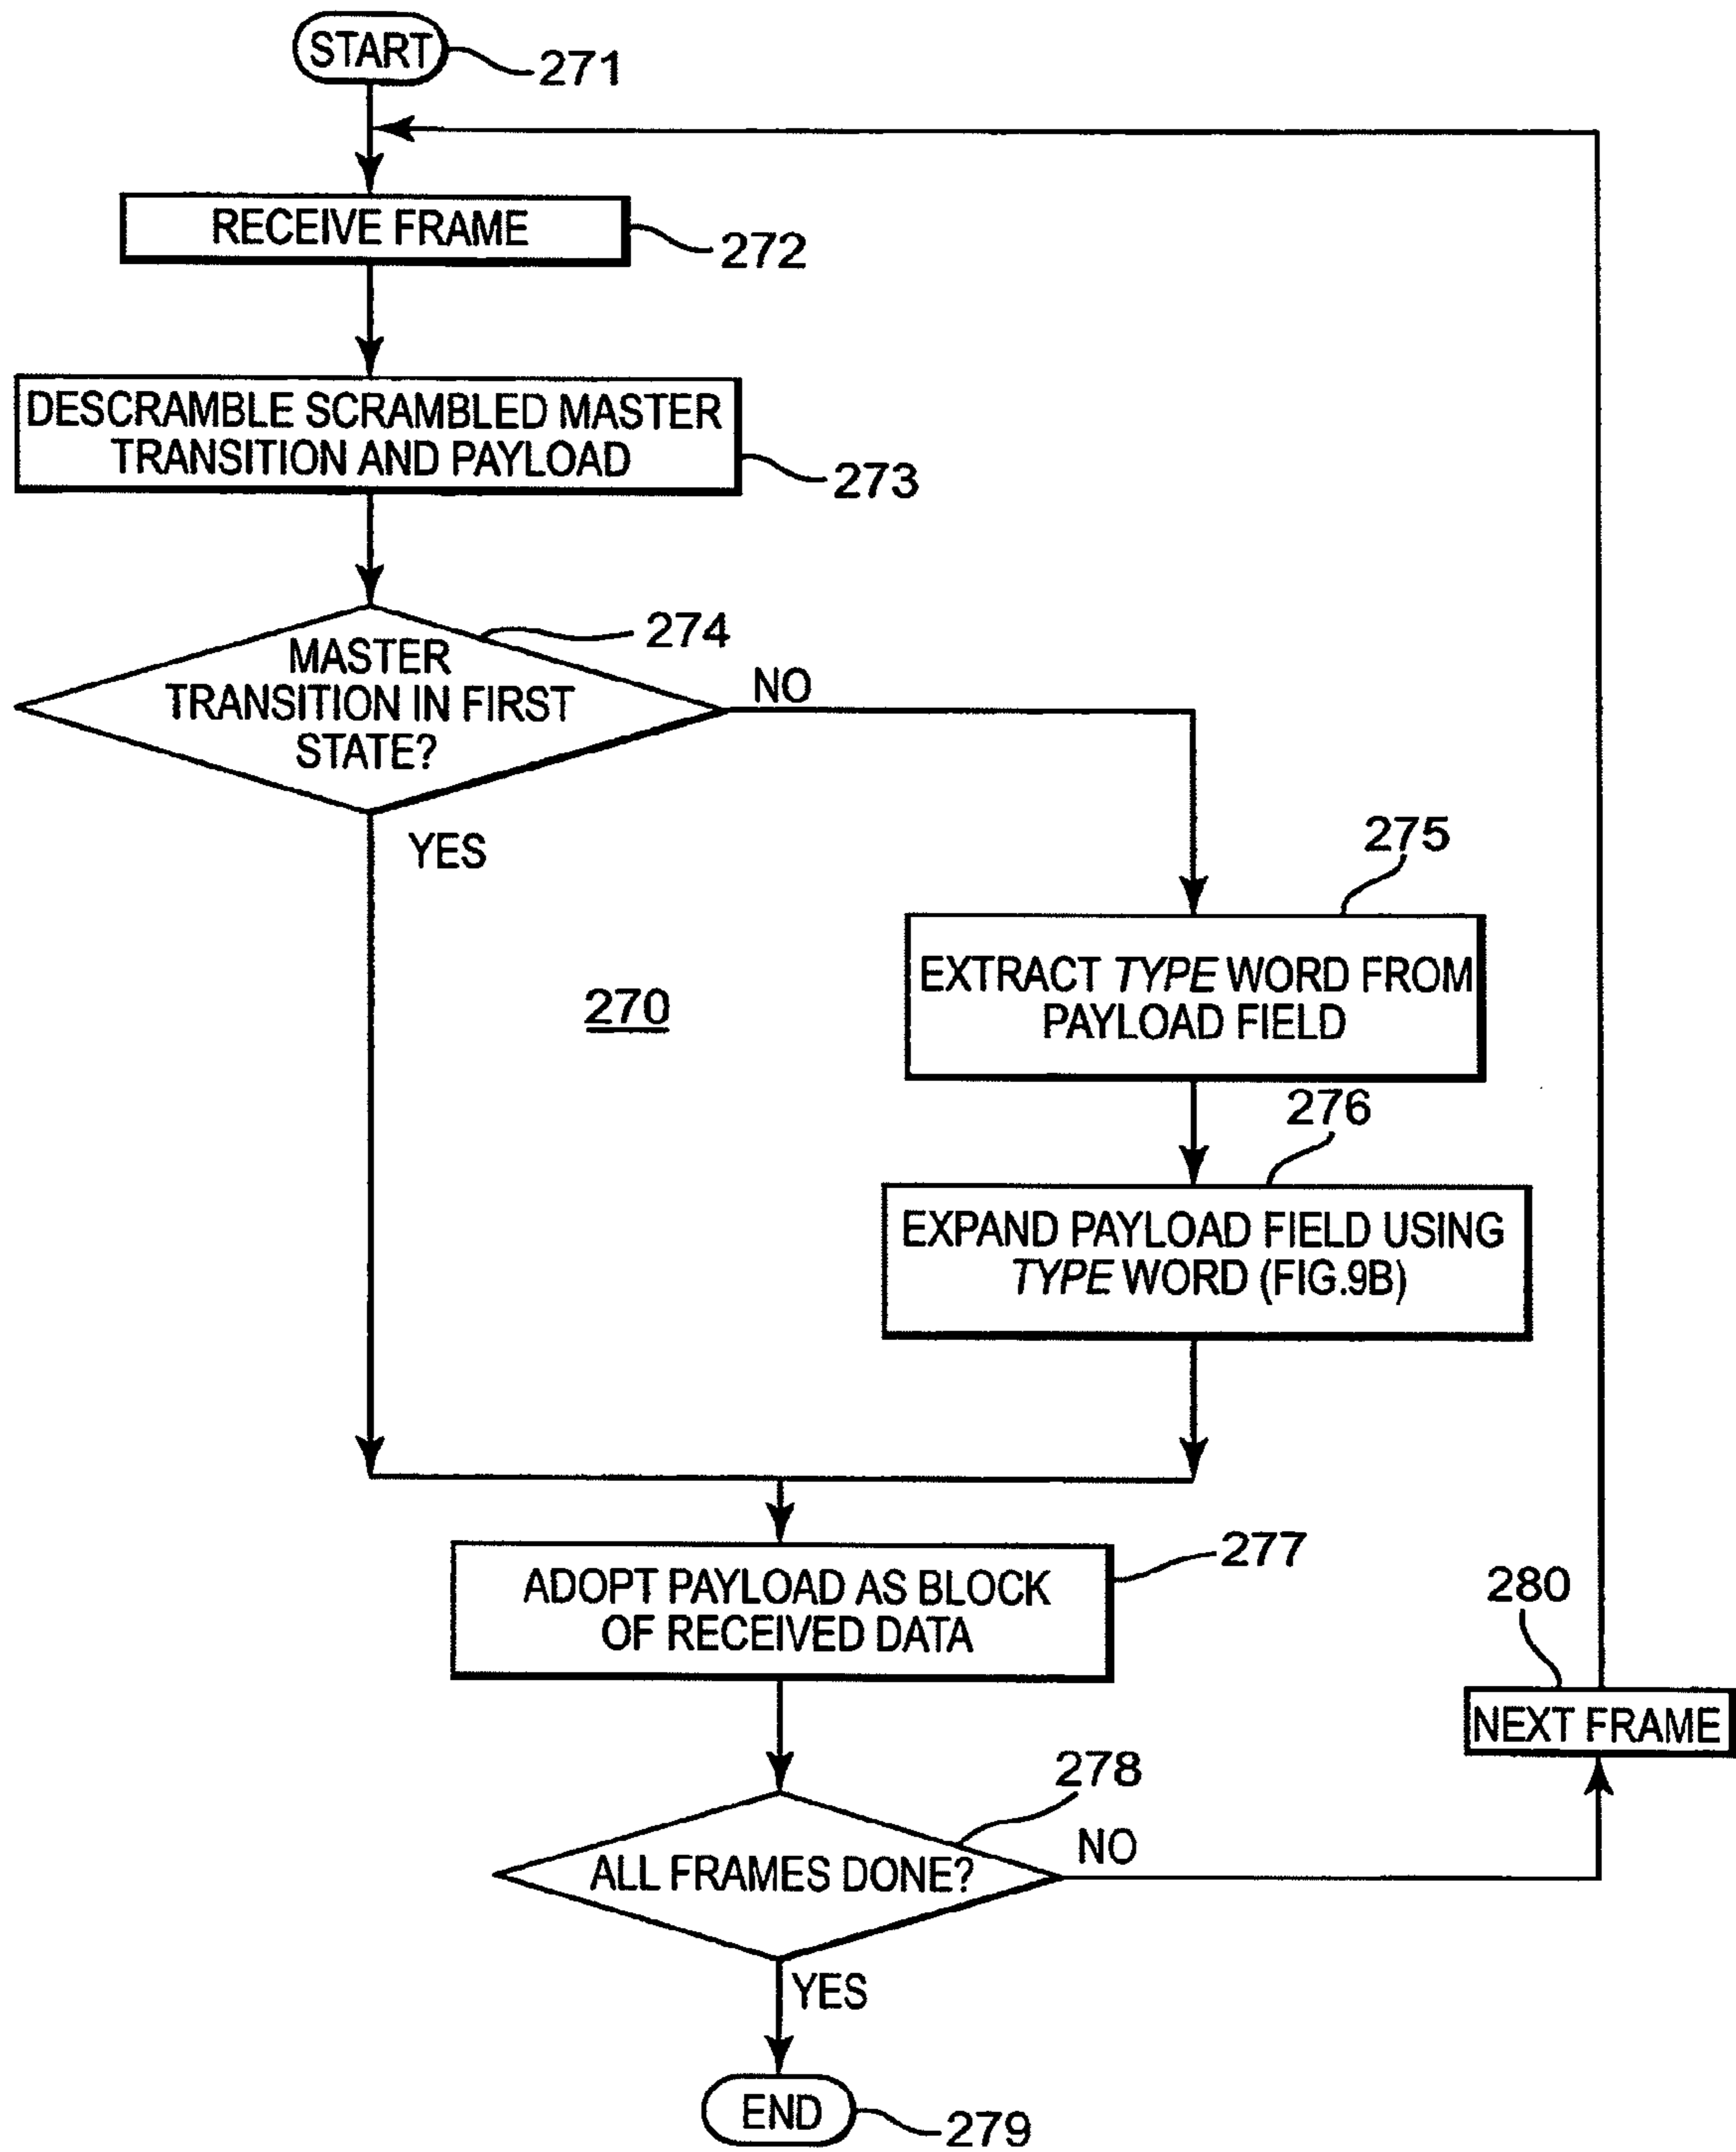 START
271
RECEIVE FRAME
272
DESCRAMBLE SCRAMBLED MASTER
TRANSITION AND PAYLOAD
273
274
MASTER
TRANSITION IN FIRST
STATE?
NO
YES
275
EXTRACT TYPE WORD FROM
PAYLOAD FIELD
270
276
EXPAND PAYLOAD FIELD USING
TYPE WORD (FIG.9B)
277
ADOPT PAYLOAD AS BLOCK
OF RECEIVED DATA
280
NEXT FRAME
278
ALL FRAMES DONE?
NO
YES
END
279